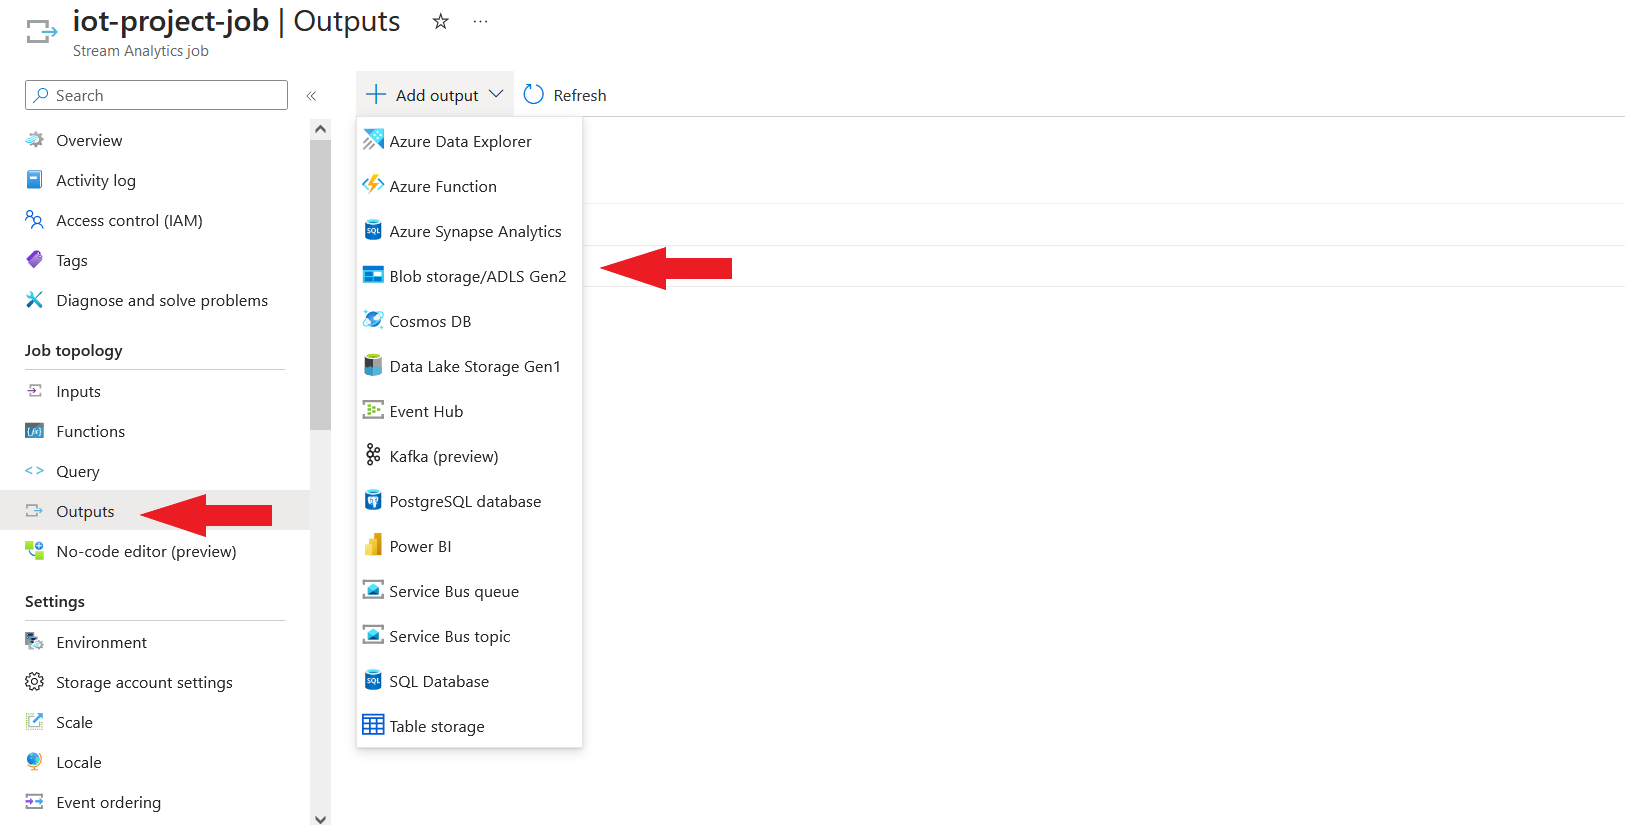 iot-project-job | Outputs
Stream Analytics job
Search
Overview
Activity log
Access control (IAM)
Tags
Diagnose and solve problems
Job topology
Inputs
Functions
Query
Outputs
No-code editor (preview)
Settings
Environment
Storage account settings
Scale
Locale
Event ordering
Add output
Refresh
Azure Data Explorer
Azure Function
Azure Synapse Analytics
Blob storage/ADLS Gen2
Cosmos DB
Data Lake Storage Gen1
Event Hub
Kafka (preview)
PostgreSQL database
Power BI
Service Bus queue
Service Bus topic
SQL Database
Table storage